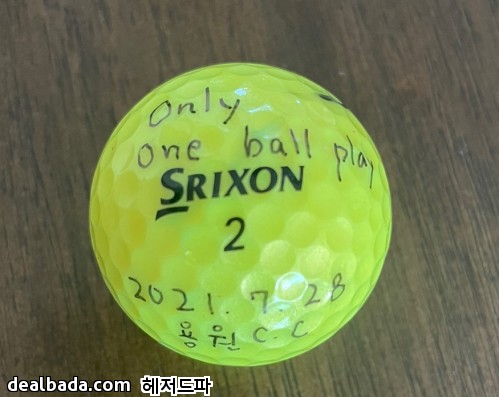 Only
one ball play
SRIXON
2
2021. 7. 28
용원 C.C
dealbada.com 헤저드파